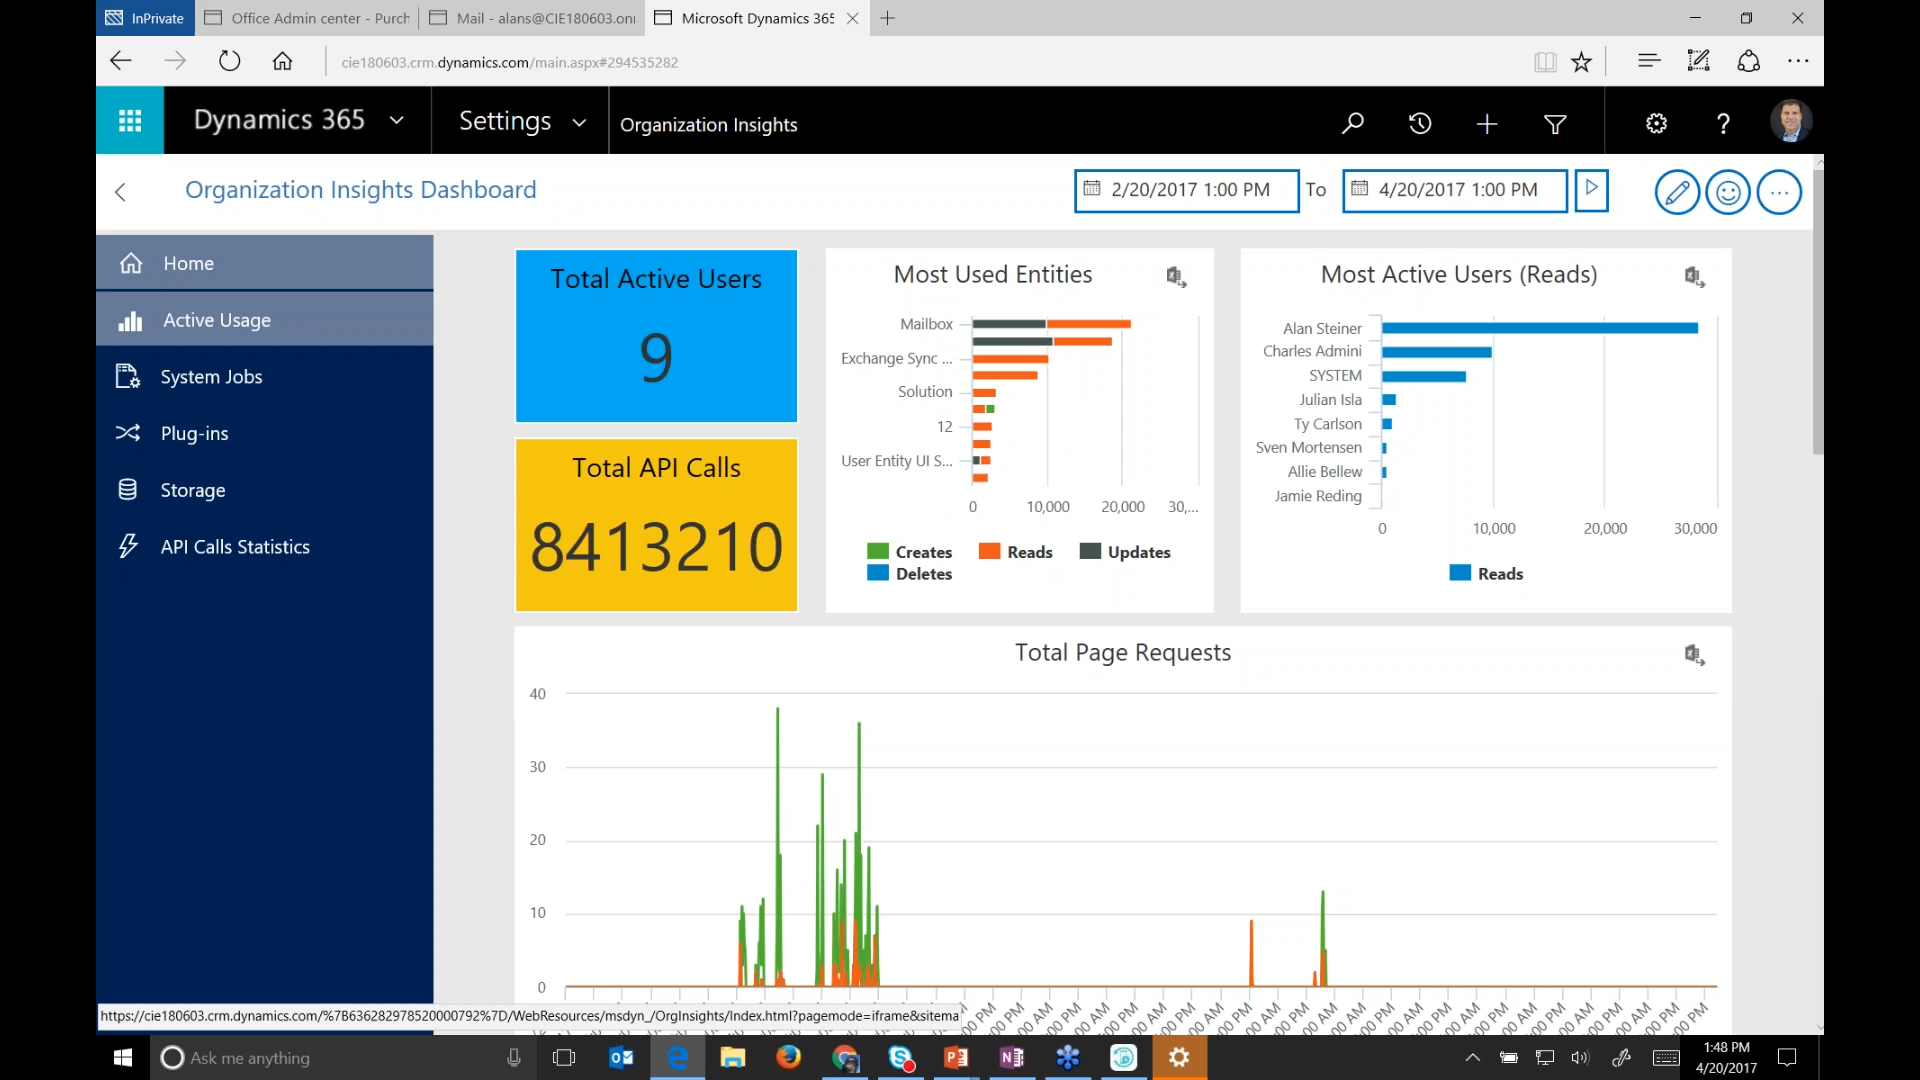 InPrivate
Office Admin center - Purch
Mail - alans@CIE180603.oni
Microsoft Dynamics 365
cie180603.crm.dynamics.com/main.aspx#294535282
Dynamics 365
Settings
Organization Insights
Organization Insights Dashboard
2/20/2017 1:00 PM
To
4/20/2017 1:00 PM
Home
Active Usage
System Jobs
Plug-ins
Storage
API Calls Statistics
Total Active Users
9
Total API Calls
8413210
Most Used Entities
Mailbox
Exchange Sync ...
Solution
12
User Entity UI S...
0 10,000 20,000 30,...
Creates Reads Updates
Deletes
Most Active Users (Reads)
Alan Steiner
Charles Admini
SYSTEM
Julian Isla
Ty Carlson
Sven Mortensen
Allie Bellew
Jamie Reding
0 10,000 20,000 30,000
Reads
Total Page Requests
40
30
20
10
0
https://cie180603.crm.dynamics.com/%7B636282978520000792%7D/WebResources/msdyn_/OrgInsights/Index.html?pagemode=iframe&sitema
Ask me anything
1:48 PM
4/20/2017